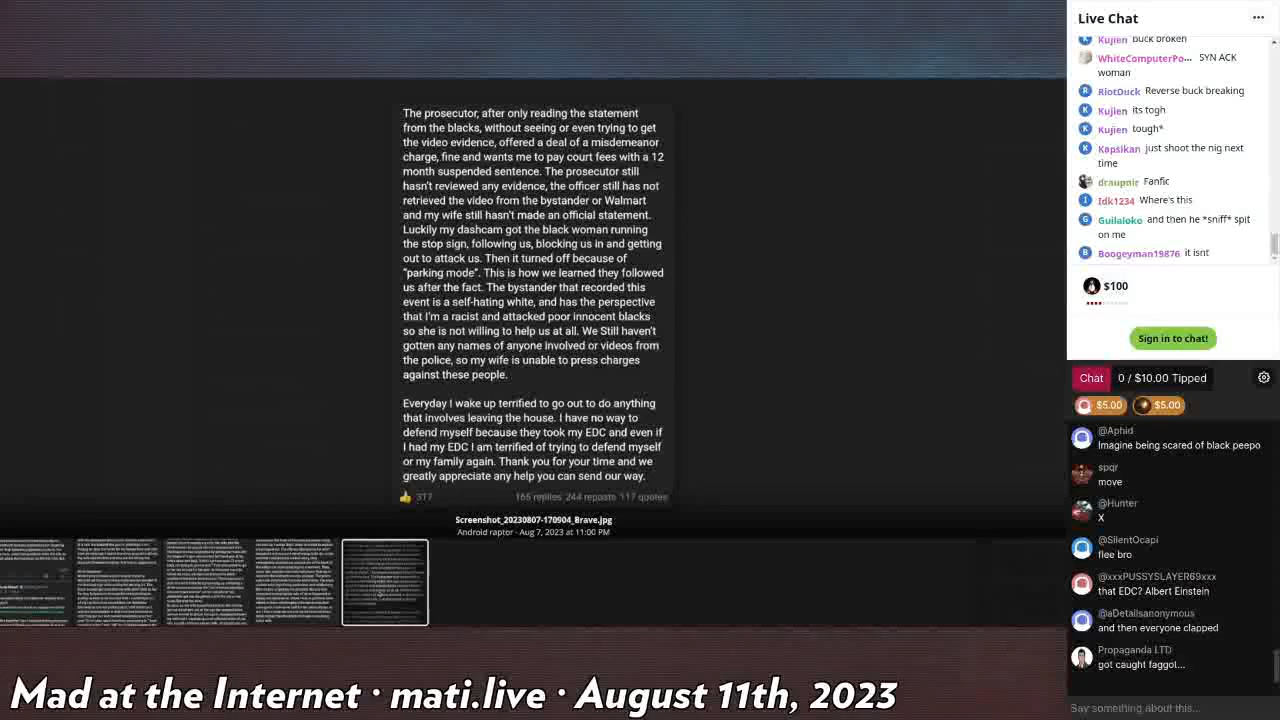 The prosecutor, after only reading the statement
from the blacks, without seeing or even trying to get
the video evidence, offered a deal of a misdemeanor
charge, fine and wants me to pay court fees with a 12
month suspended sentence. The prosecutor still
hasn't reviewed any evidence, the officer still has not
retrieved the video from the bystander or Walmart
and my wife still hasn't made an official statement.
Luckily my dashcam got the black woman running
the stop sign, following us, blocking us in and getting
out to attack us. Then it turned off because of
"parking mode". This is how we learned they followed
us after the fact. The bystander that recorded this
event is a self-hating white, and has the perspective
that I'm a racist and attacked poor innocent blacks
so she is not willing to help us at all. We Still haven't
gotten any names of anyone involved or videos from
the police, so my wife is unable to press charges
against these people.
Everyday I wake up terrified to go out to do anything
that involves leaving the house. I have no way to
defend myself because they took my EDC and even if
I had my EDC I am terrified of trying to defend myself
or my family again. Thank you for your time and we
greatly appreciate any help you can send our way.
👍 317 165 replies 244 reposts 117 quotes
Screenshot_20230807-170904_Brave.jpg
Android raptor · Aug 7, 2023 at 11:00 PM
Mad at the Internet · mati.live · August 11th, 2023
Live Chat
Kujien buck broken
WhiteComputerPo... SYN ACK
woman
RiotDuck Reverse buck breaking
Kujien its togh
Kujien tough*
Kapsikan just shoot the nig next
time
draupnir Fanfic
Idk1234 Where's this
Guilaloko and then he *sniff* spit
on me
Boogeyman19876 it isnt
$100
Sign in to chat!
Chat 0 / $10.00 Tipped
$5.00 $5.00
@Aphid
Imagine being scared of black peepo
spqr
move
@Hunter
X
@SlientOcapi
flee bro
@xxxPUSSYSLAYER69xxx
that EDC? Albert Einstein
@aDetailsanonymous
and then everyone clapped
Propaganda LTD
got caught faggot...
Say something about this...